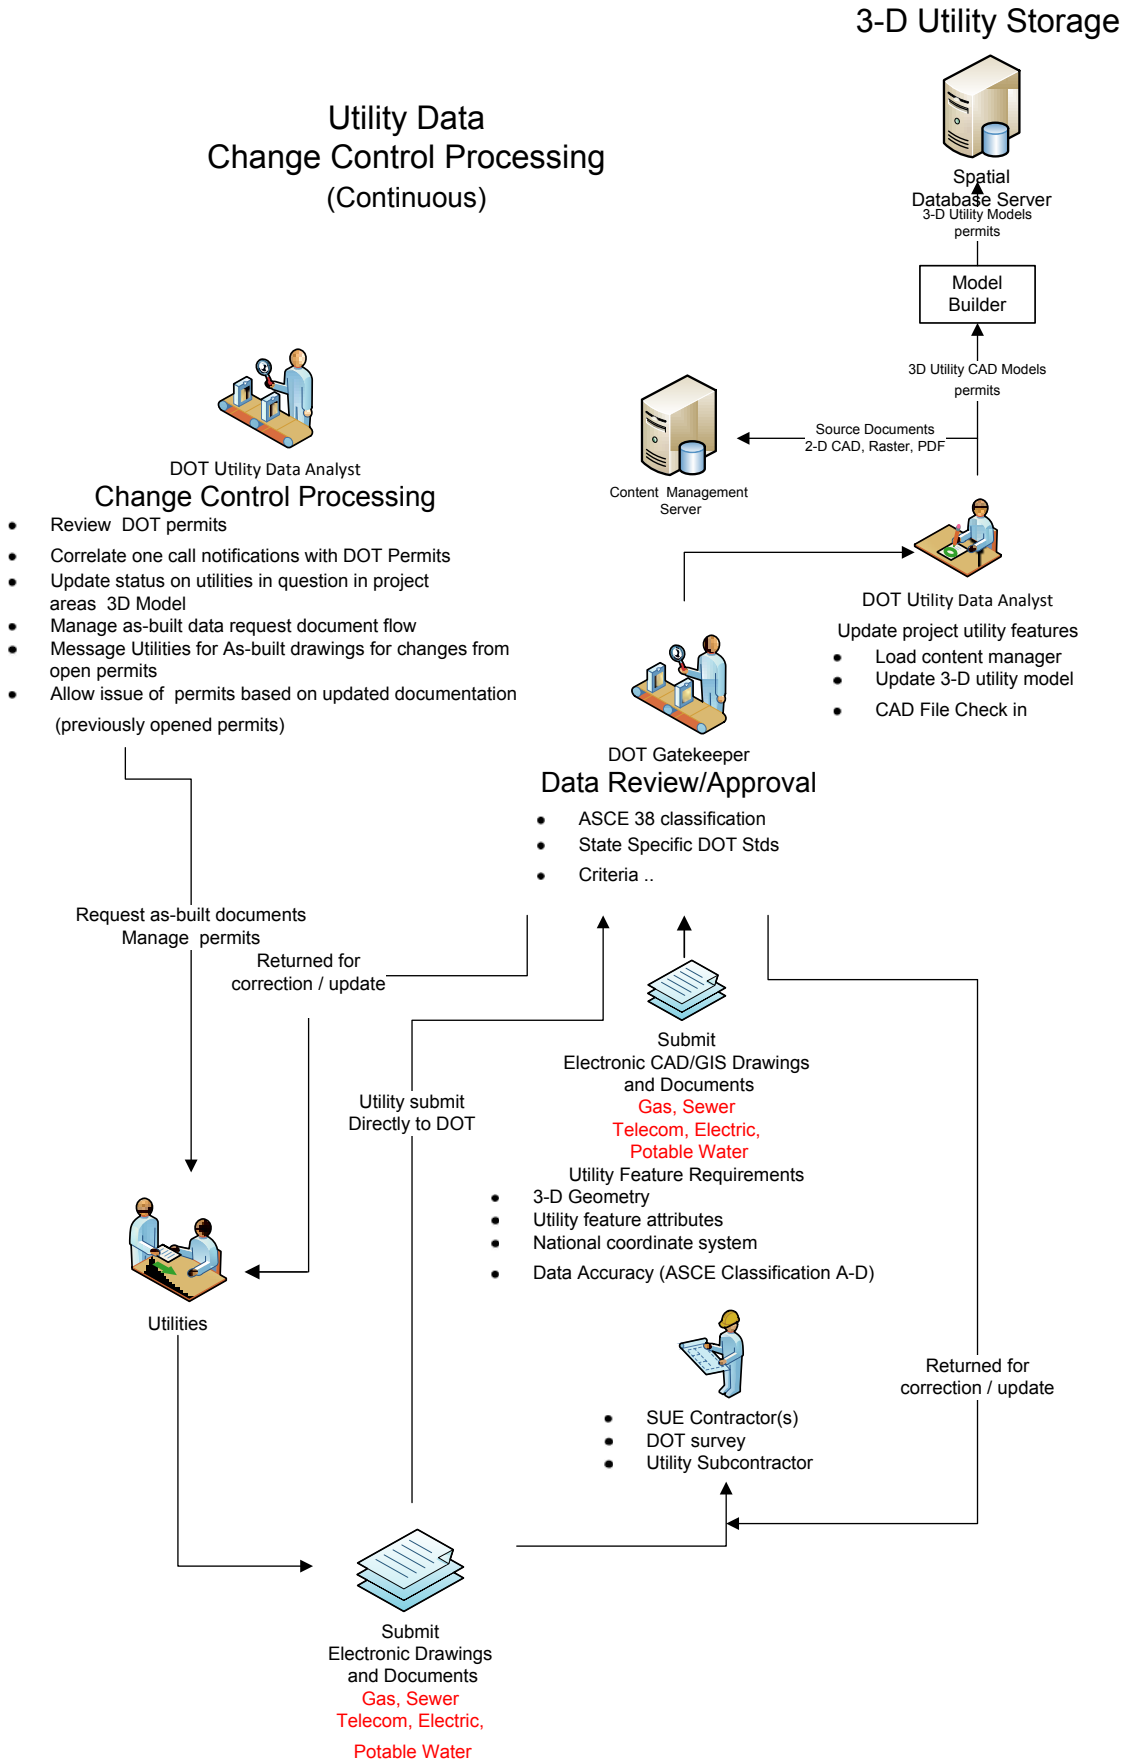 3-D Utility Storage
Utility Data
Change Control Processing
(Continuous)
Spatial
Database Server
3-D Utility Models
permits
Model
Builder
3D Utility CAD Models
permits
Source Documents
2-D CAD, Raster, PDF
Content Management
Server
DOT Utility Data Analyst
Change Control Processing
• Review DOT permits
• Correlate one call notifications with DOT Permits
• Update status on utilities in question in project
areas 3D Model
• Manage as-built data request document flow
• Message Utilities for As-built drawings for changes from
open permits
• Allow issue of permits based on updated documentation
(previously opened permits)
DOT Utility Data Analyst
Update project utility features
• Load content manager
• Update 3-D utility model
• CAD File Check in
DOT Gatekeeper
Data Review/Approval
• ASCE 38 classification
• State Specific DOT Stds
• Criteria ..
Request as-built documents
Manage permits
Returned for
correction / update
Submit
Electronic CAD/GIS Drawings
and Documents
Gas, Sewer
Telecom, Electric,
Potable Water
Utility Feature Requirements
• 3-D Geometry
• Utility feature attributes
• National coordinate system
• Data Accuracy (ASCE Classification A-D)
Utility submit
Directly to DOT
Utilities
• SUE Contractor(s)
• DOT survey
• Utility Subcontractor
Returned for
correction / update
Submit
Electronic Drawings
and Documents
Gas, Sewer
Telecom, Electric,
Potable Water